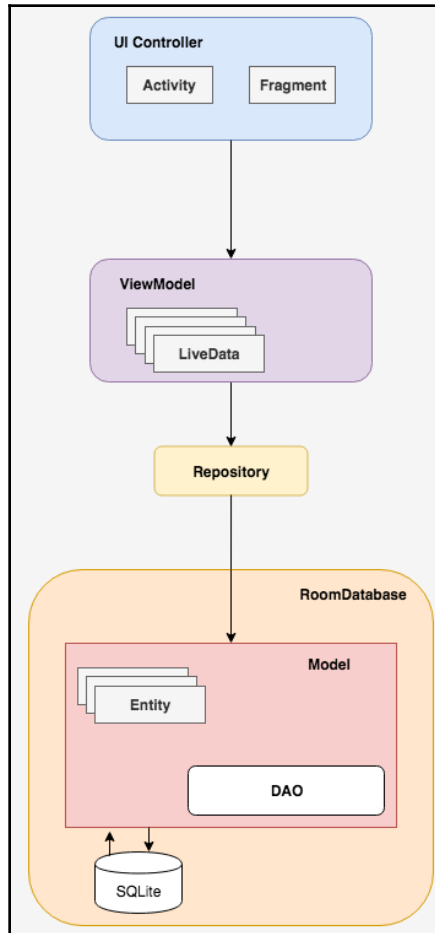 UI Controller
Activity
Fragment
ViewModel
LiveData
Repository
RoomDatabase
Model
Entity
DAO
SQLite